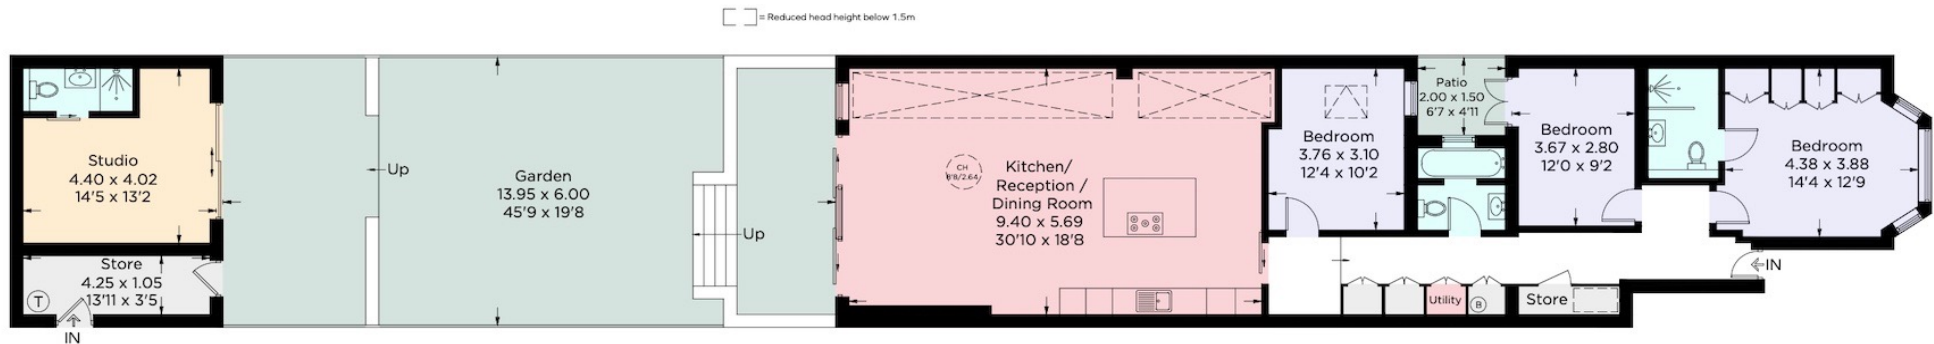 = Reduced head height below 1.5m
Studio
4.40 x 4.02
14'5 x 13'2
Store
4.25 x 1.05
13'11 x 3'5
T
IN
Up
Garden
13.95 x 6.00
45'9 x 19'8
Up
CH
8'8/2.64
Kitchen/
Reception /
Dining Room
9.40 x 5.69
30'10 x 18'8
Bedroom
3.76 x 3.10
12'4 x 10'2
Patio
2.00 x 1.50
6'7 x 4'11
Bedroom
3.67 x 2.80
12'0 x 9'2
Bedroom
4.38 x 3.88
14'4 x 12'9
IN
Utility
B
Store